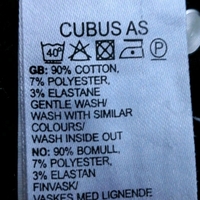 CUBUS AS
40°
P
GB: 90% COTTON,
7% POLYESTER,
3% ELASTANE
GENTLE WASH/
WASH WITH SIMILAR
COLOURS/
WASH INSIDE OUT
NO: 90% BOMULL,
7% POLYESTER,
3% ELASTAN
FINVASK/
VASKES MED LIGNENDE